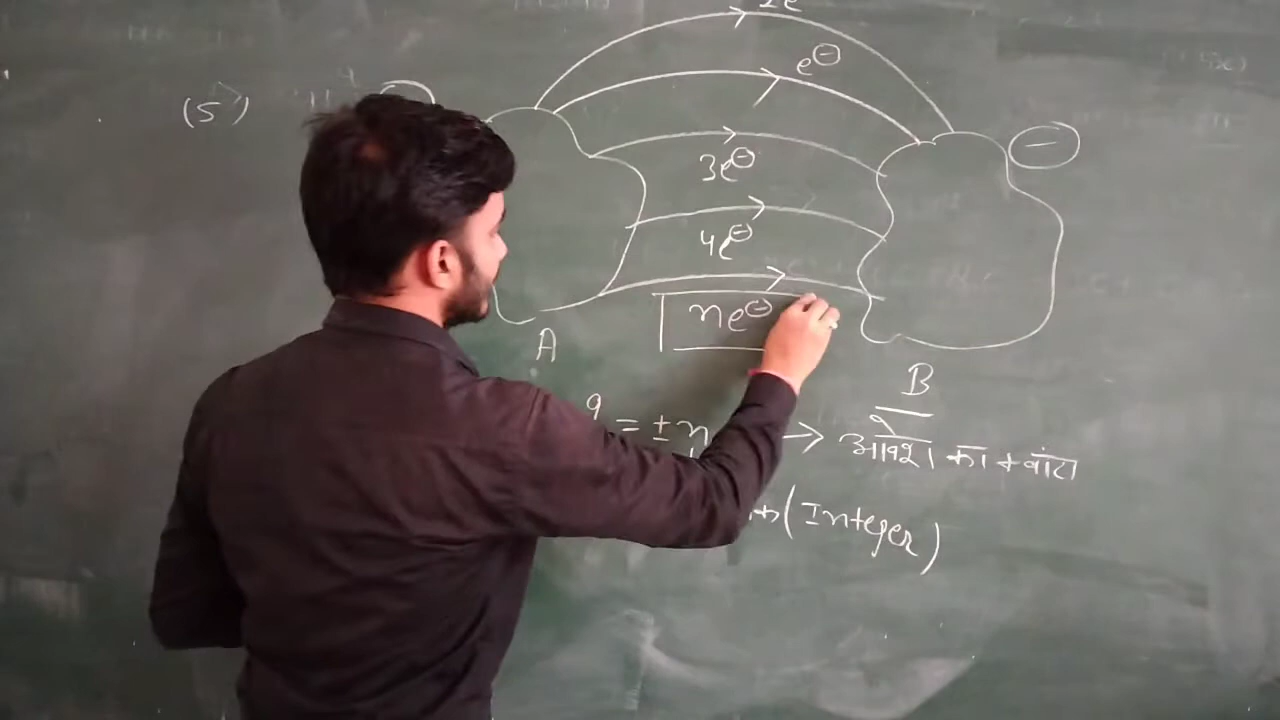 2e
e⊖
(5)
3e⊖
4e⊖
ne⊖
A
B
q = ±n → आवेश का क्वांटा
(Integer)